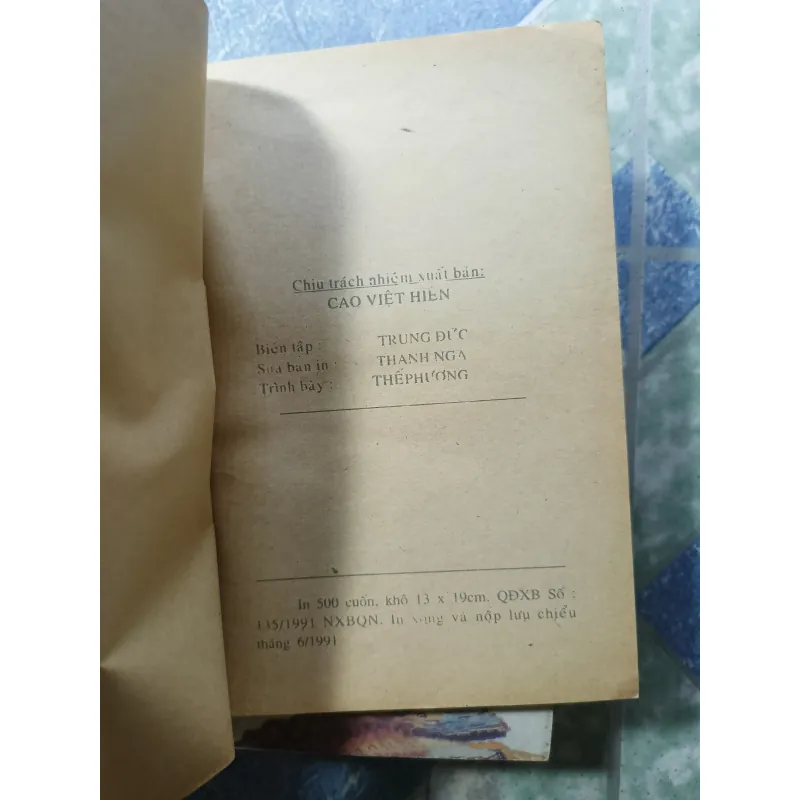 Chịu trách nhiệm xuất bản:
CAO VIỆT HIỀN
Biên tập : TRUNG ĐỨC
Sửa bản in : THANH NGA
Trình bày : THẾPHƯƠNG
In 500 cuốn, khổ 13 x 19cm. QĐXB Số :
135/1991 NXBQN. In xong và nộp lưu chiểu
tháng 6/1991